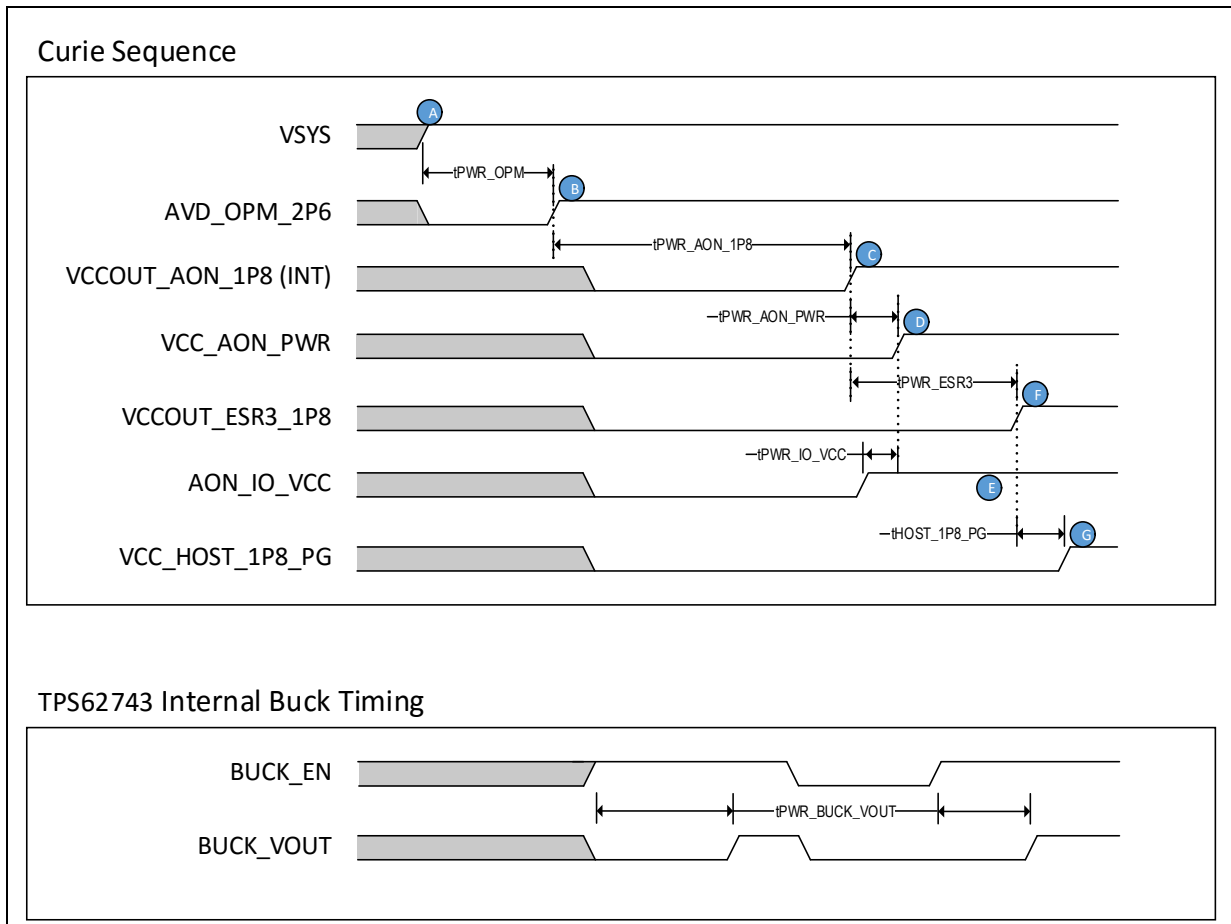 Curie Sequence
A
VSYS
tPWR_OPM
B
AVD_OPM_2P6
tPWR_AON_1P8
C
VCCOUT_AON_1P8 (INT)
tPWR_AON_PWR
D
VCC_AON_PWR
tPWR_ESR3
F
VCCOUT_ESR3_1P8
tPWR_IO_VCC
AON_IO_VCC
E
tHOST_1P8_PG
G
VCC_HOST_1P8_PG
TPS62743 Internal Buck Timing
BUCK_EN
tPWR_BUCK_VOUT
BUCK_VOUT